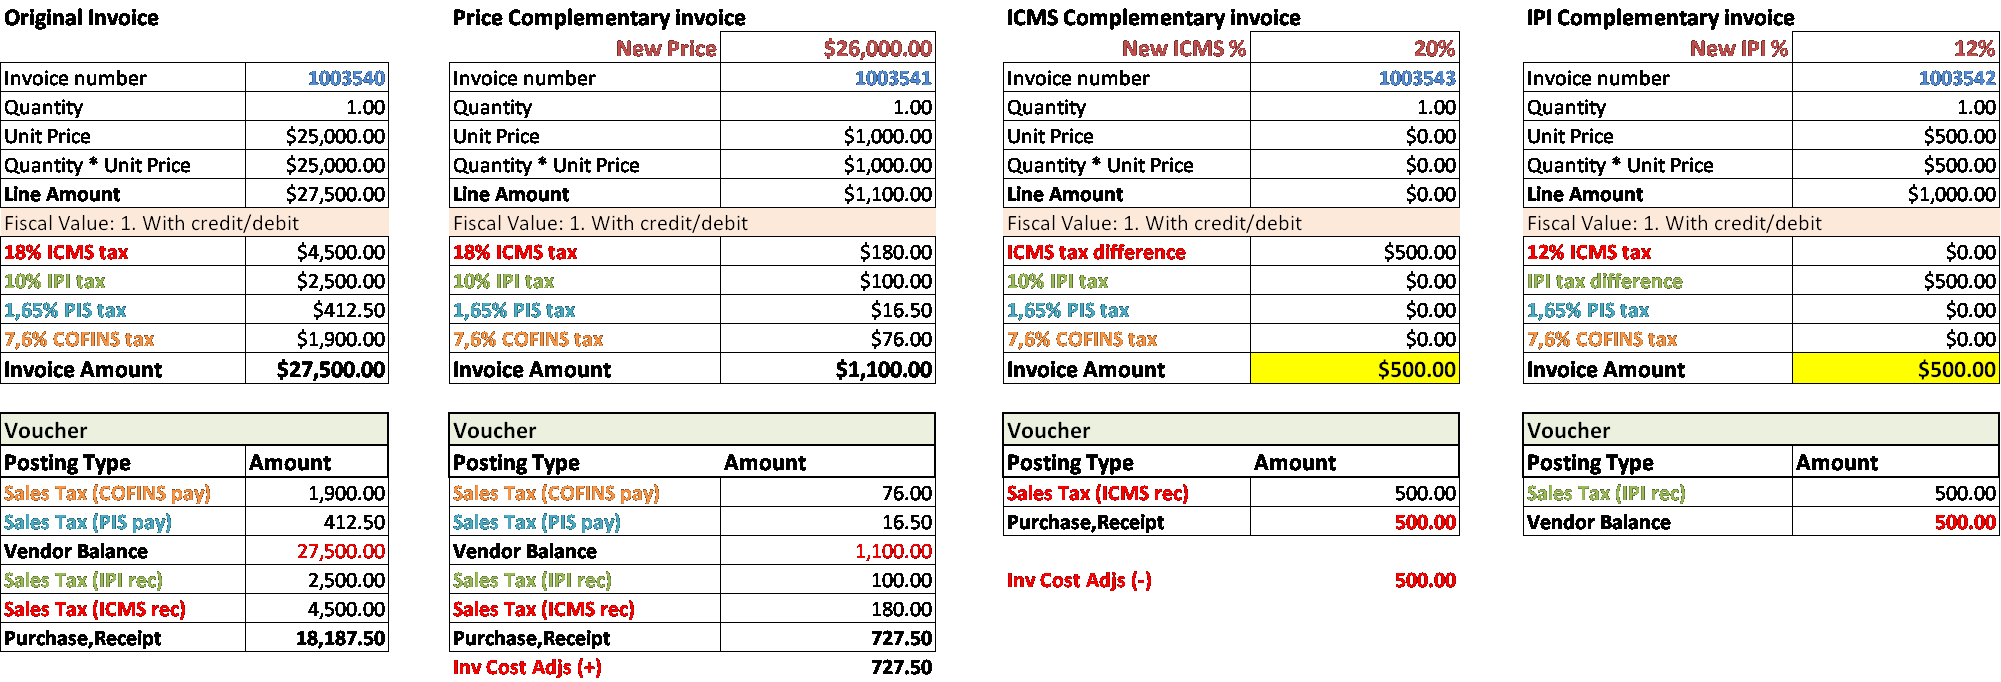 Original Invoice
Invoice number 1003540
Quantity 1.00
Unit Price $25,000.00
Quantity * Unit Price $25,000.00
Line Amount $27,500.00
Fiscal Value: 1. With credit/debit
18% ICMS tax $4,500.00
10% IPI tax $2,500.00
1,65% PIS tax $412.50
7,6% COFINS tax $1,900.00
Invoice Amount $27,500.00
Voucher
Posting Type Amount
Sales Tax (COFINS pay) 1,900.00
Sales Tax (PIS pay) 412.50
Vendor Balance 27,500.00
Sales Tax (IPI rec) 2,500.00
Sales Tax (ICMS rec) 4,500.00
Purchase,Receipt 18,187.50
Price Complementary invoice
New Price $26,000.00
Invoice number 1003541
Quantity 1.00
Unit Price $1,000.00
Quantity * Unit Price $1,000.00
Line Amount $1,100.00
Fiscal Value: 1. With credit/debit
18% ICMS tax $180.00
10% IPI tax $100.00
1,65% PIS tax $16.50
7,6% COFINS tax $76.00
Invoice Amount $1,100.00
Voucher
Posting Type Amount
Sales Tax (COFINS pay) 76.00
Sales Tax (PIS pay) 16.50
Vendor Balance 1,100.00
Sales Tax (IPI rec) 100.00
Sales Tax (ICMS rec) 180.00
Purchase,Receipt 727.50
Inv Cost Adjs (+) 727.50
ICMS Complementary invoice
New ICMS % 20%
Invoice number 1003543
Quantity 1.00
Unit Price $0.00
Quantity * Unit Price $0.00
Line Amount $0.00
Fiscal Value: 1. With credit/debit
ICMS tax difference $500.00
10% IPI tax $0.00
1,65% PIS tax $0.00
7,6% COFINS tax $0.00
Invoice Amount $500.00
Voucher
Posting Type Amount
Sales Tax (ICMS rec) 500.00
Purchase,Receipt 500.00
Inv Cost Adjs (-) 500.00
IPI Complementary invoice
New IPI % 12%
Invoice number 1003542
Quantity 1.00
Unit Price $500.00
Quantity * Unit Price $500.00
Line Amount $1,000.00
Fiscal Value: 1. With credit/debit
12% ICMS tax $0.00
IPI tax difference $500.00
1,65% PIS tax $0.00
7,6% COFINS tax $0.00
Invoice Amount $500.00
Voucher
Posting Type Amount
Sales Tax (IPI rec) 500.00
Vendor Balance 500.00